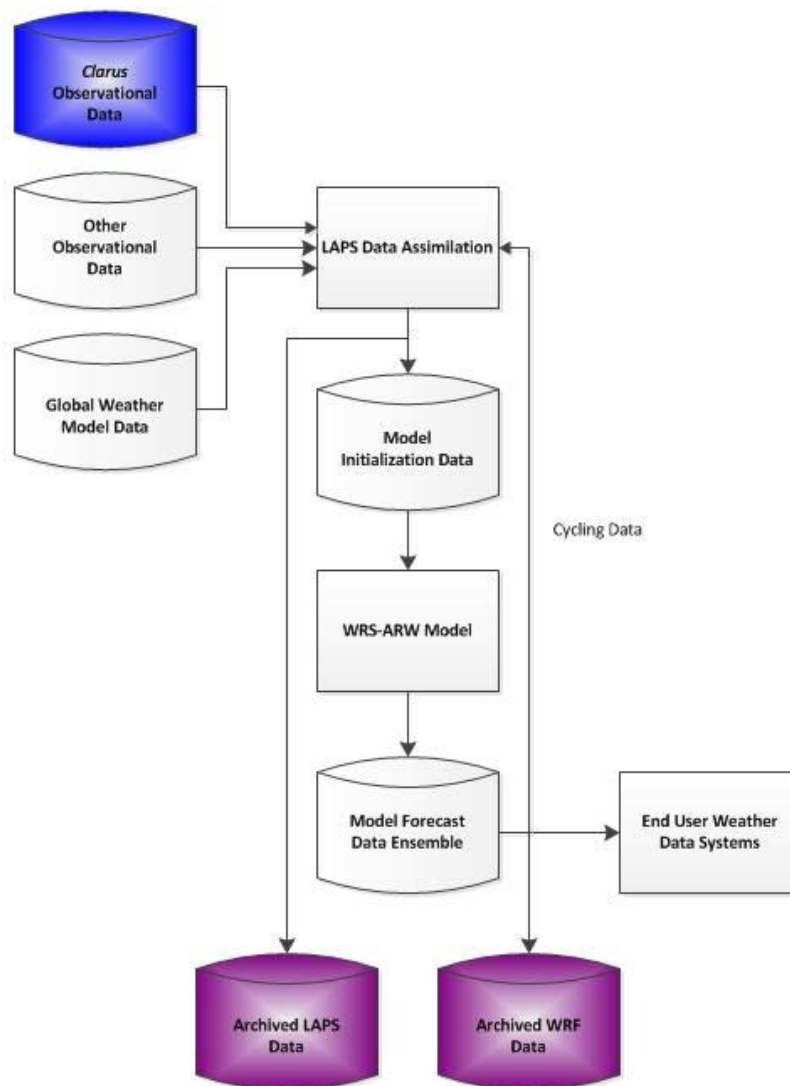 Clarus
Observational
Data
Other
Observational
Data
LAPS Data Assimilation
Global Weather
Model Data
Model
Initialization Data
Cycling Data
WRS-ARW Model
Model Forecast
Data Ensemble
End User Weather
Data Systems
Archived LAPS
Data
Archived WRF
Data